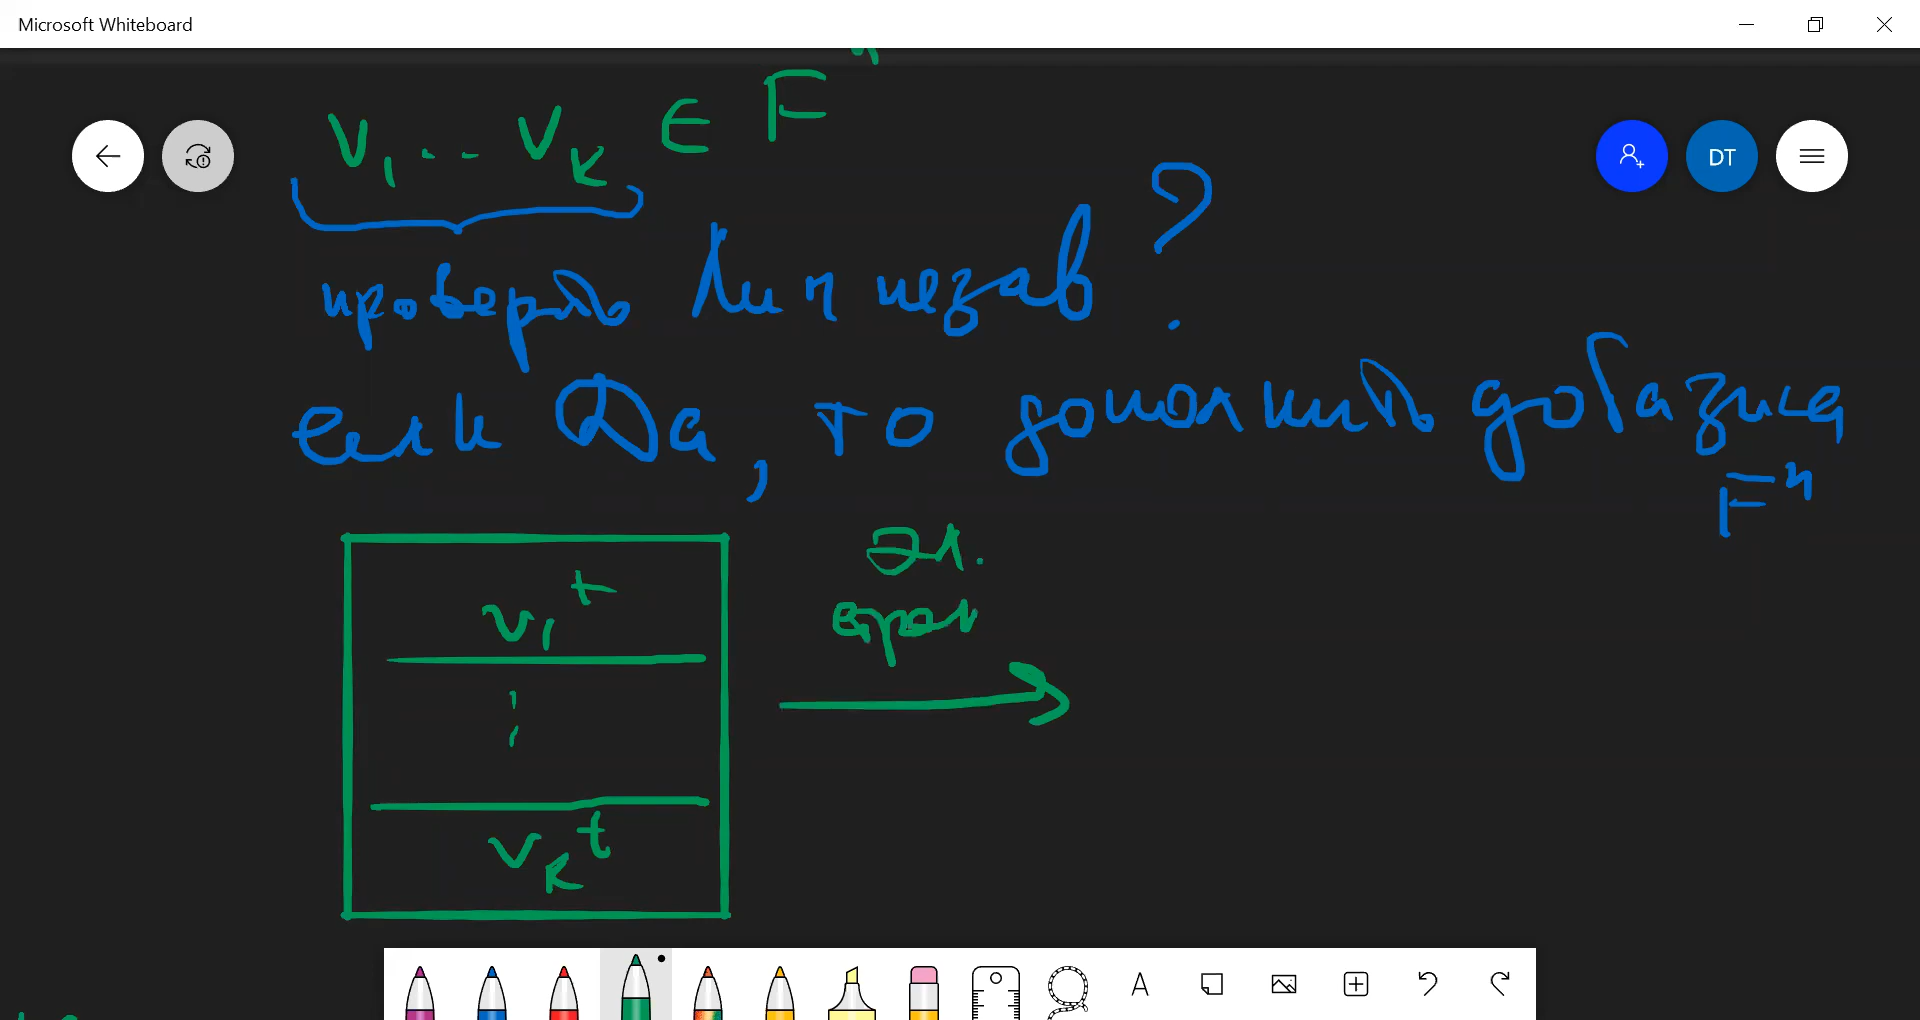 Microsoft Whiteboard
v₁ .. vₖ ∈ Fⁿ
DT
проверить Лин незав ?
если Да, то дополнить до базиса
Fⁿ
v₁ᵗ
⋮
vₖᵗ
Эл.
A